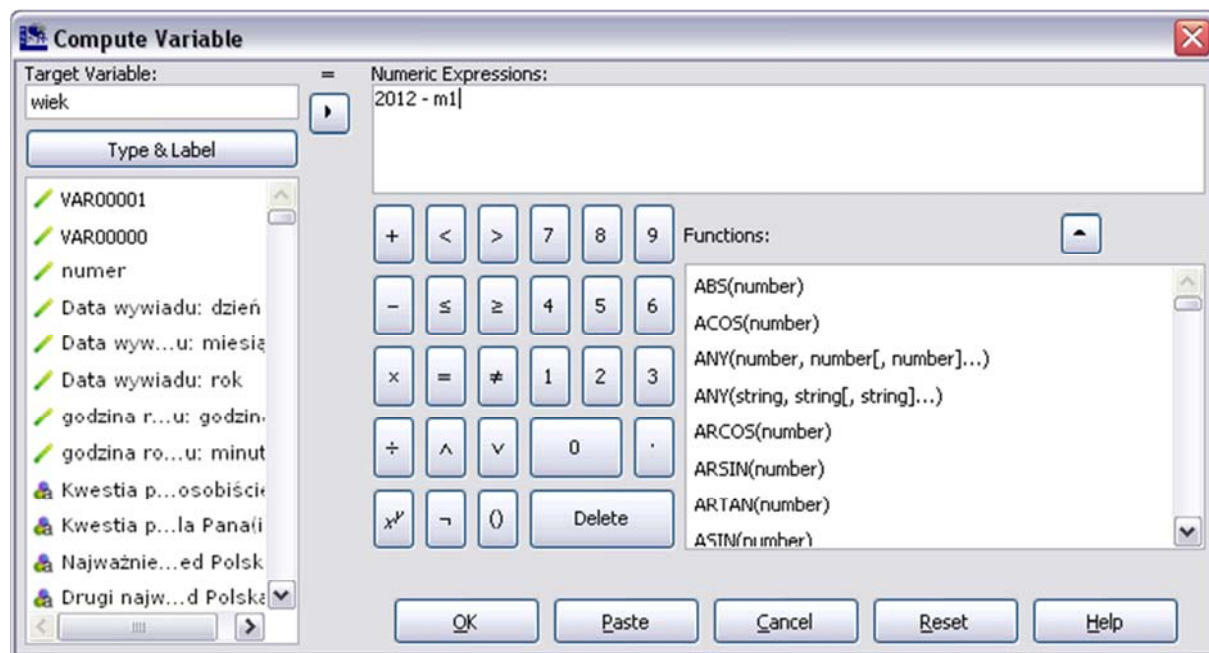 Compute Variable
Target Variable:
=
Numeric Expressions:
wiek
2012 - m1
Type & Label
VAR00001
VAR00000
numer
Data wywiadu: dzień
Data wyw...u: miesią
Data wywiadu: rok
godzina r...u: godzin
godzina ro...u: minut
Kwestia p...osobiście
Kwestia p...la Pana(i
Najważnie...ed Polsk
Drugi najw...d Polska
+ < > 7 8 9
− ≤ ≥ 4 5 6
× = ≠ 1 2 3
÷ ∧ ∨ 0 .
xʸ ¬ () Delete
Functions:
ABS(number)
ACOS(number)
ANY(number, number[, number]...)
ANY(string, string[, string]...)
ARCOS(number)
ARSIN(number)
ARTAN(number)
ASIN(number)
OK Paste Cancel Reset Help